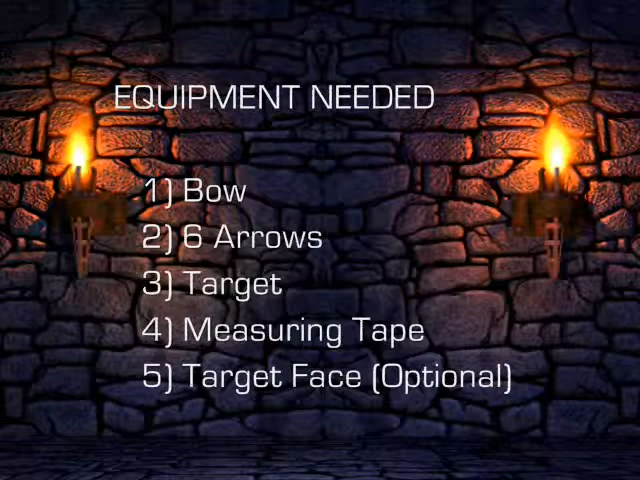 EQUIPMENT NEEDED
1) Bow
2) 6 Arrows
3) Target
4) Measuring Tape
5) Target Face (Optional)